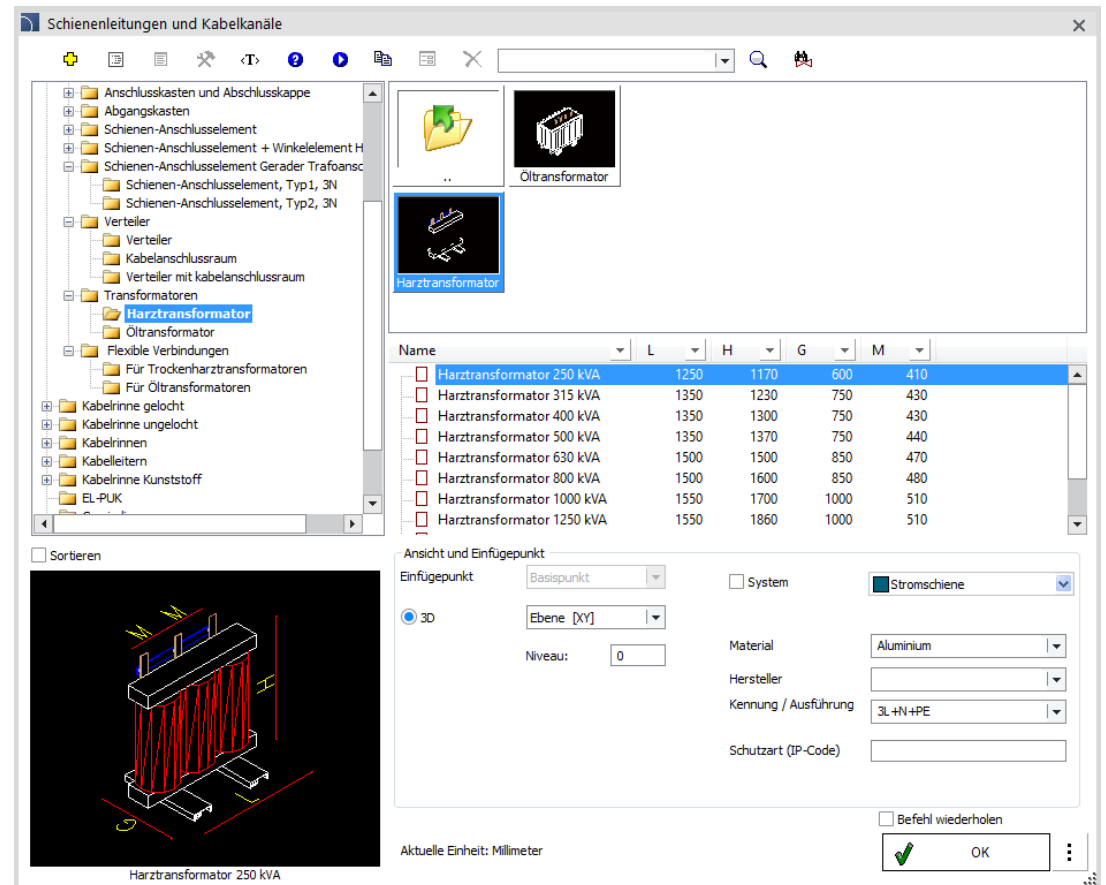 Schienenleitungen und Kabelkanäle
‹T›
Anschlusskasten und Abschlusskappe
Abgangskasten
Schienen-Anschlusselement
Schienen-Anschlusselement + Winkelelement H
Schienen-Anschlusselement Gerader Trafoansc
Schienen-Anschlusselement, Typ1, 3N
Schienen-Anschlusselement, Typ2, 3N
Verteiler
Verteiler
Kabelanschlussraum
Verteiler mit kabelanschlussraum
Transformatoren
Harztransformator
Öltransformator
Flexible Verbindungen
Für Trockenharztransformatoren
Für Öltransformatoren
Kabelrinne gelocht
Kabelrinne ungelocht
Kabelrinnen
Kabelleitern
Kabelrinne Kunststoff
EL-PUK
..
Öltransformator
Harztransformator
Name L H G M
Harztransformator 250 kVA 1250 1170 600 410
Harztransformator 315 kVA 1350 1230 750 430
Harztransformator 400 kVA 1350 1300 750 430
Harztransformator 500 kVA 1350 1370 750 440
Harztransformator 630 kVA 1500 1500 850 470
Harztransformator 800 kVA 1500 1600 850 480
Harztransformator 1000 kVA 1550 1700 1000 510
Harztransformator 1250 kVA 1550 1860 1000 510
Sortieren
M M
H
L
G
Harztransformator 250 kVA
Ansicht und Einfügepunkt
Einfügepunkt Basispunkt
System Stromschiene
3D Ebene [XY]
Niveau: 0
Material Aluminium
Hersteller
Kennung / Ausführung 3L+N+PE
Schutzart (IP-Code)
Befehl wiederholen
Aktuelle Einheit: Millimeter
OK